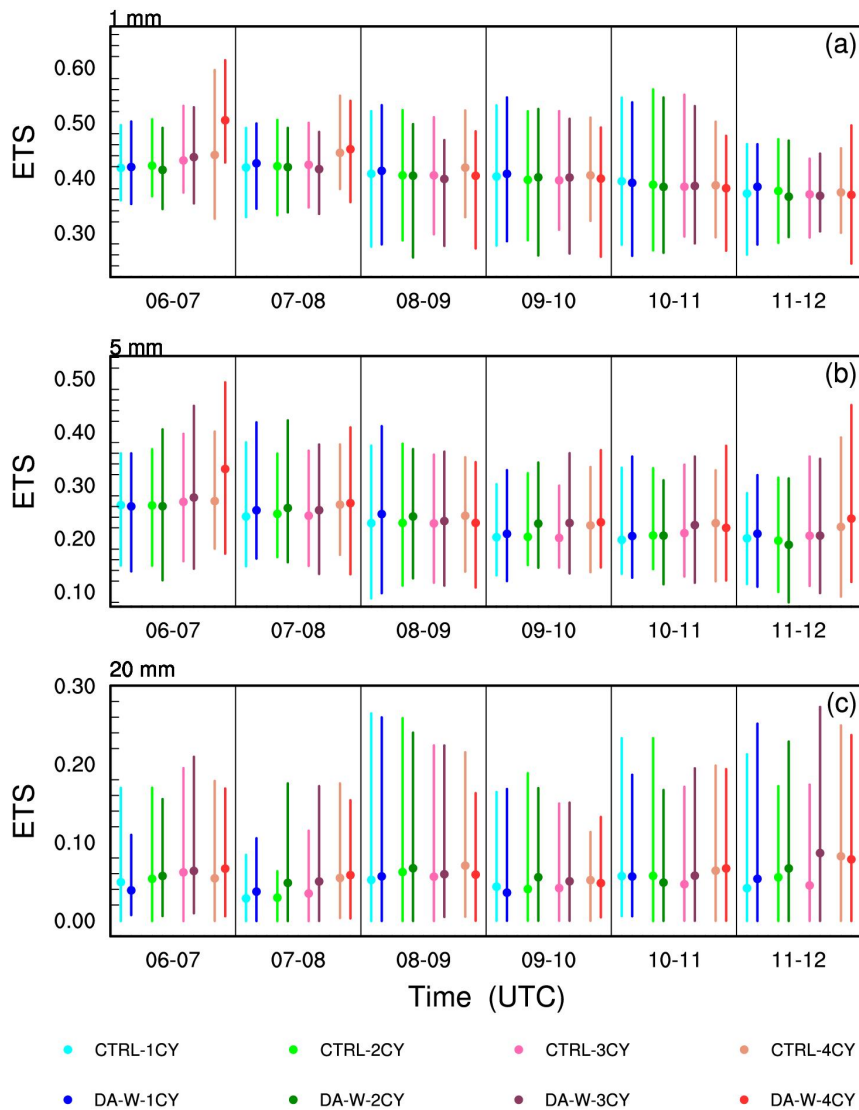 1 mm
(a)
0.60
0.50
0.40
0.30
ETS
06-07 07-08 08-09 09-10 10-11 11-12
5 mm
(b)
0.50
0.40
0.30
0.20
0.10
ETS
06-07 07-08 08-09 09-10 10-11 11-12
20 mm
(c)
0.30
0.20
0.10
0.00
ETS
06-07 07-08 08-09 09-10 10-11 11-12
Time (UTC)
CTRL-1CY CTRL-2CY CTRL-3CY CTRL-4CY
DA-W-1CY DA-W-2CY DA-W-3CY DA-W-4CY